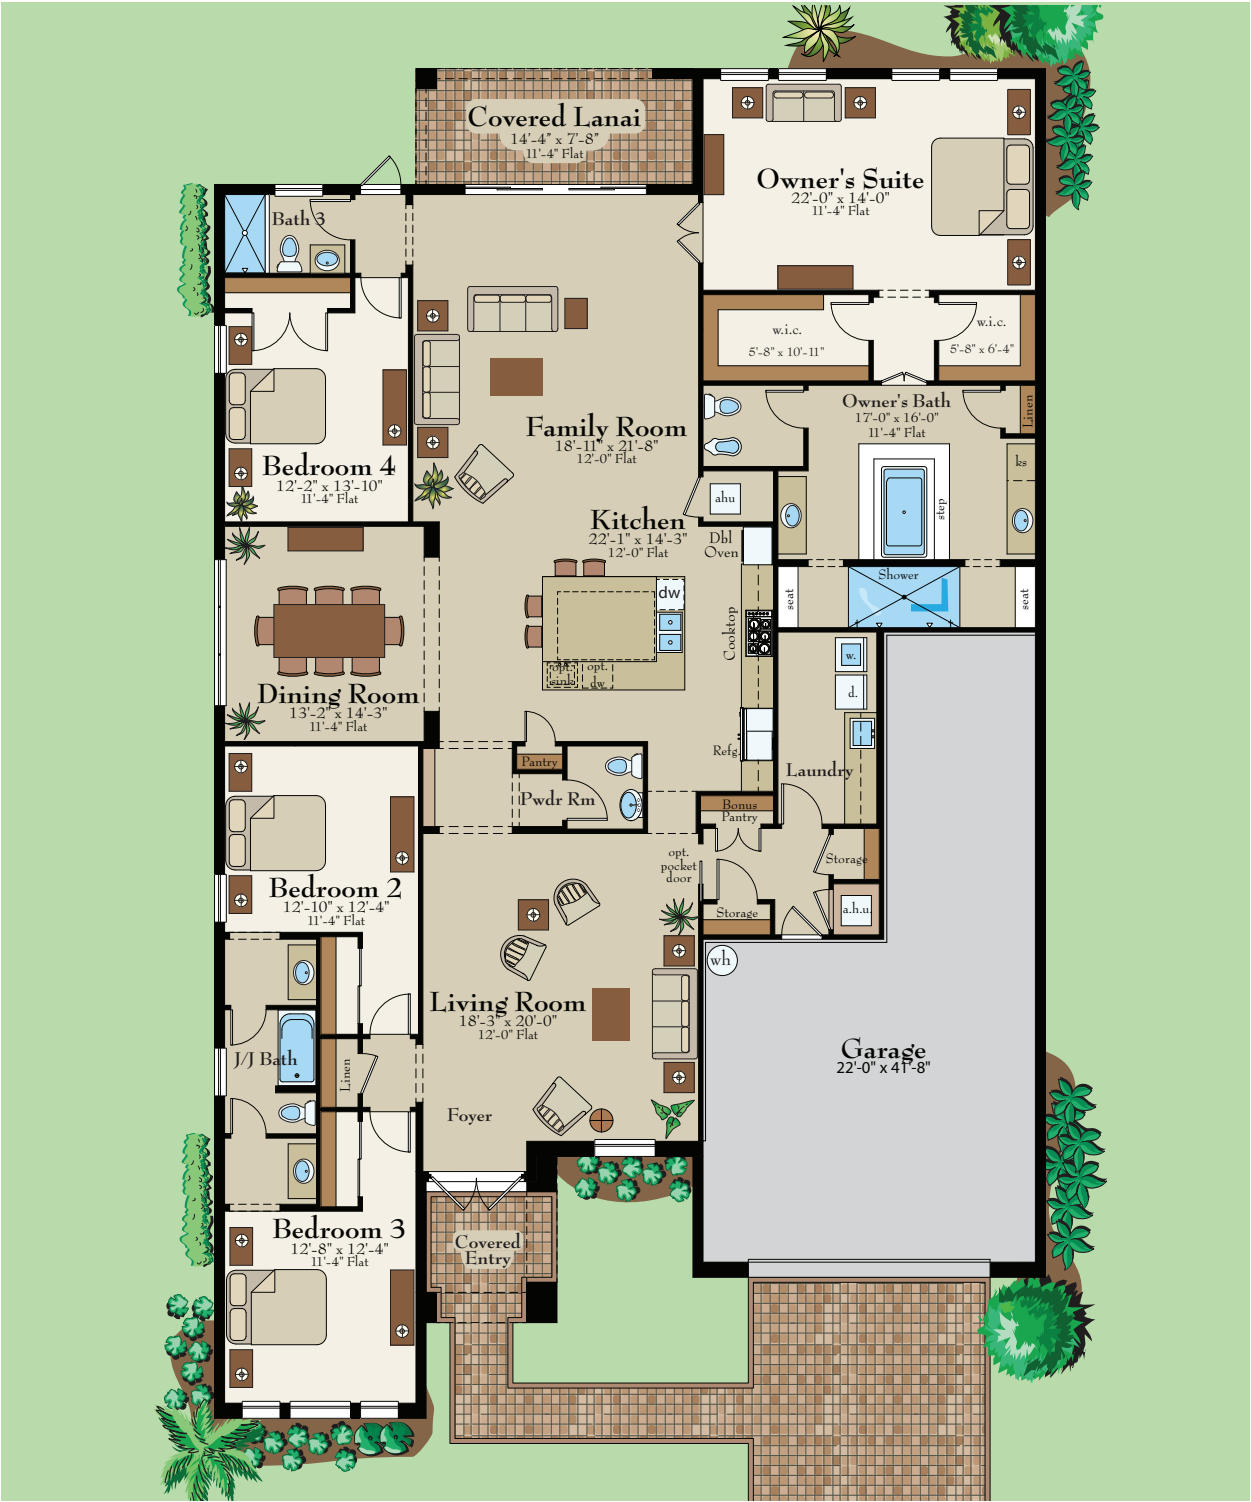 Covered Lanai
14'-4" x 7'-8"
11'-4" Flat
Owner's Suite
22'-0" x 14'-0"
11'-4" Flat
Bath 3
w.i.c.
5'-8" x 10'-11"
w.i.c.
5'-8" x 6'-4"
Owner's Bath
17'-0" x 16'-0"
11'-4" Flat
Linen
Family Room
18'-11" x 21'-8"
12'-0" Flat
Bedroom 4
12'-2" x 13'-10"
11'-4" Flat
ks
step
ahu
Kitchen
22'-1" x 14'-3"
12'-0" Flat
Dbl
Oven
Shower
seat
seat
dw
Cooktop
opt.
sink
opt.
dw
w.
d.
Dining Room
13'-2" x 14'-3"
11'-4" Flat
Refg.
Pantry
Laundry
Pwdr Rm
Bonus
Pantry
opt.
pocket
door
Storage
Bedroom 2
12'-10" x 12'-4"
11'-4" Flat
Storage
a.h.u.
wh
Living Room
18'-3" x 20'-0"
12'-0" Flat
J/J Bath
Linen
Garage
22'-0" x 41'-8"
Foyer
Bedroom 3
12'-8" x 12'-4"
11'-4" Flat
Covered
Entry